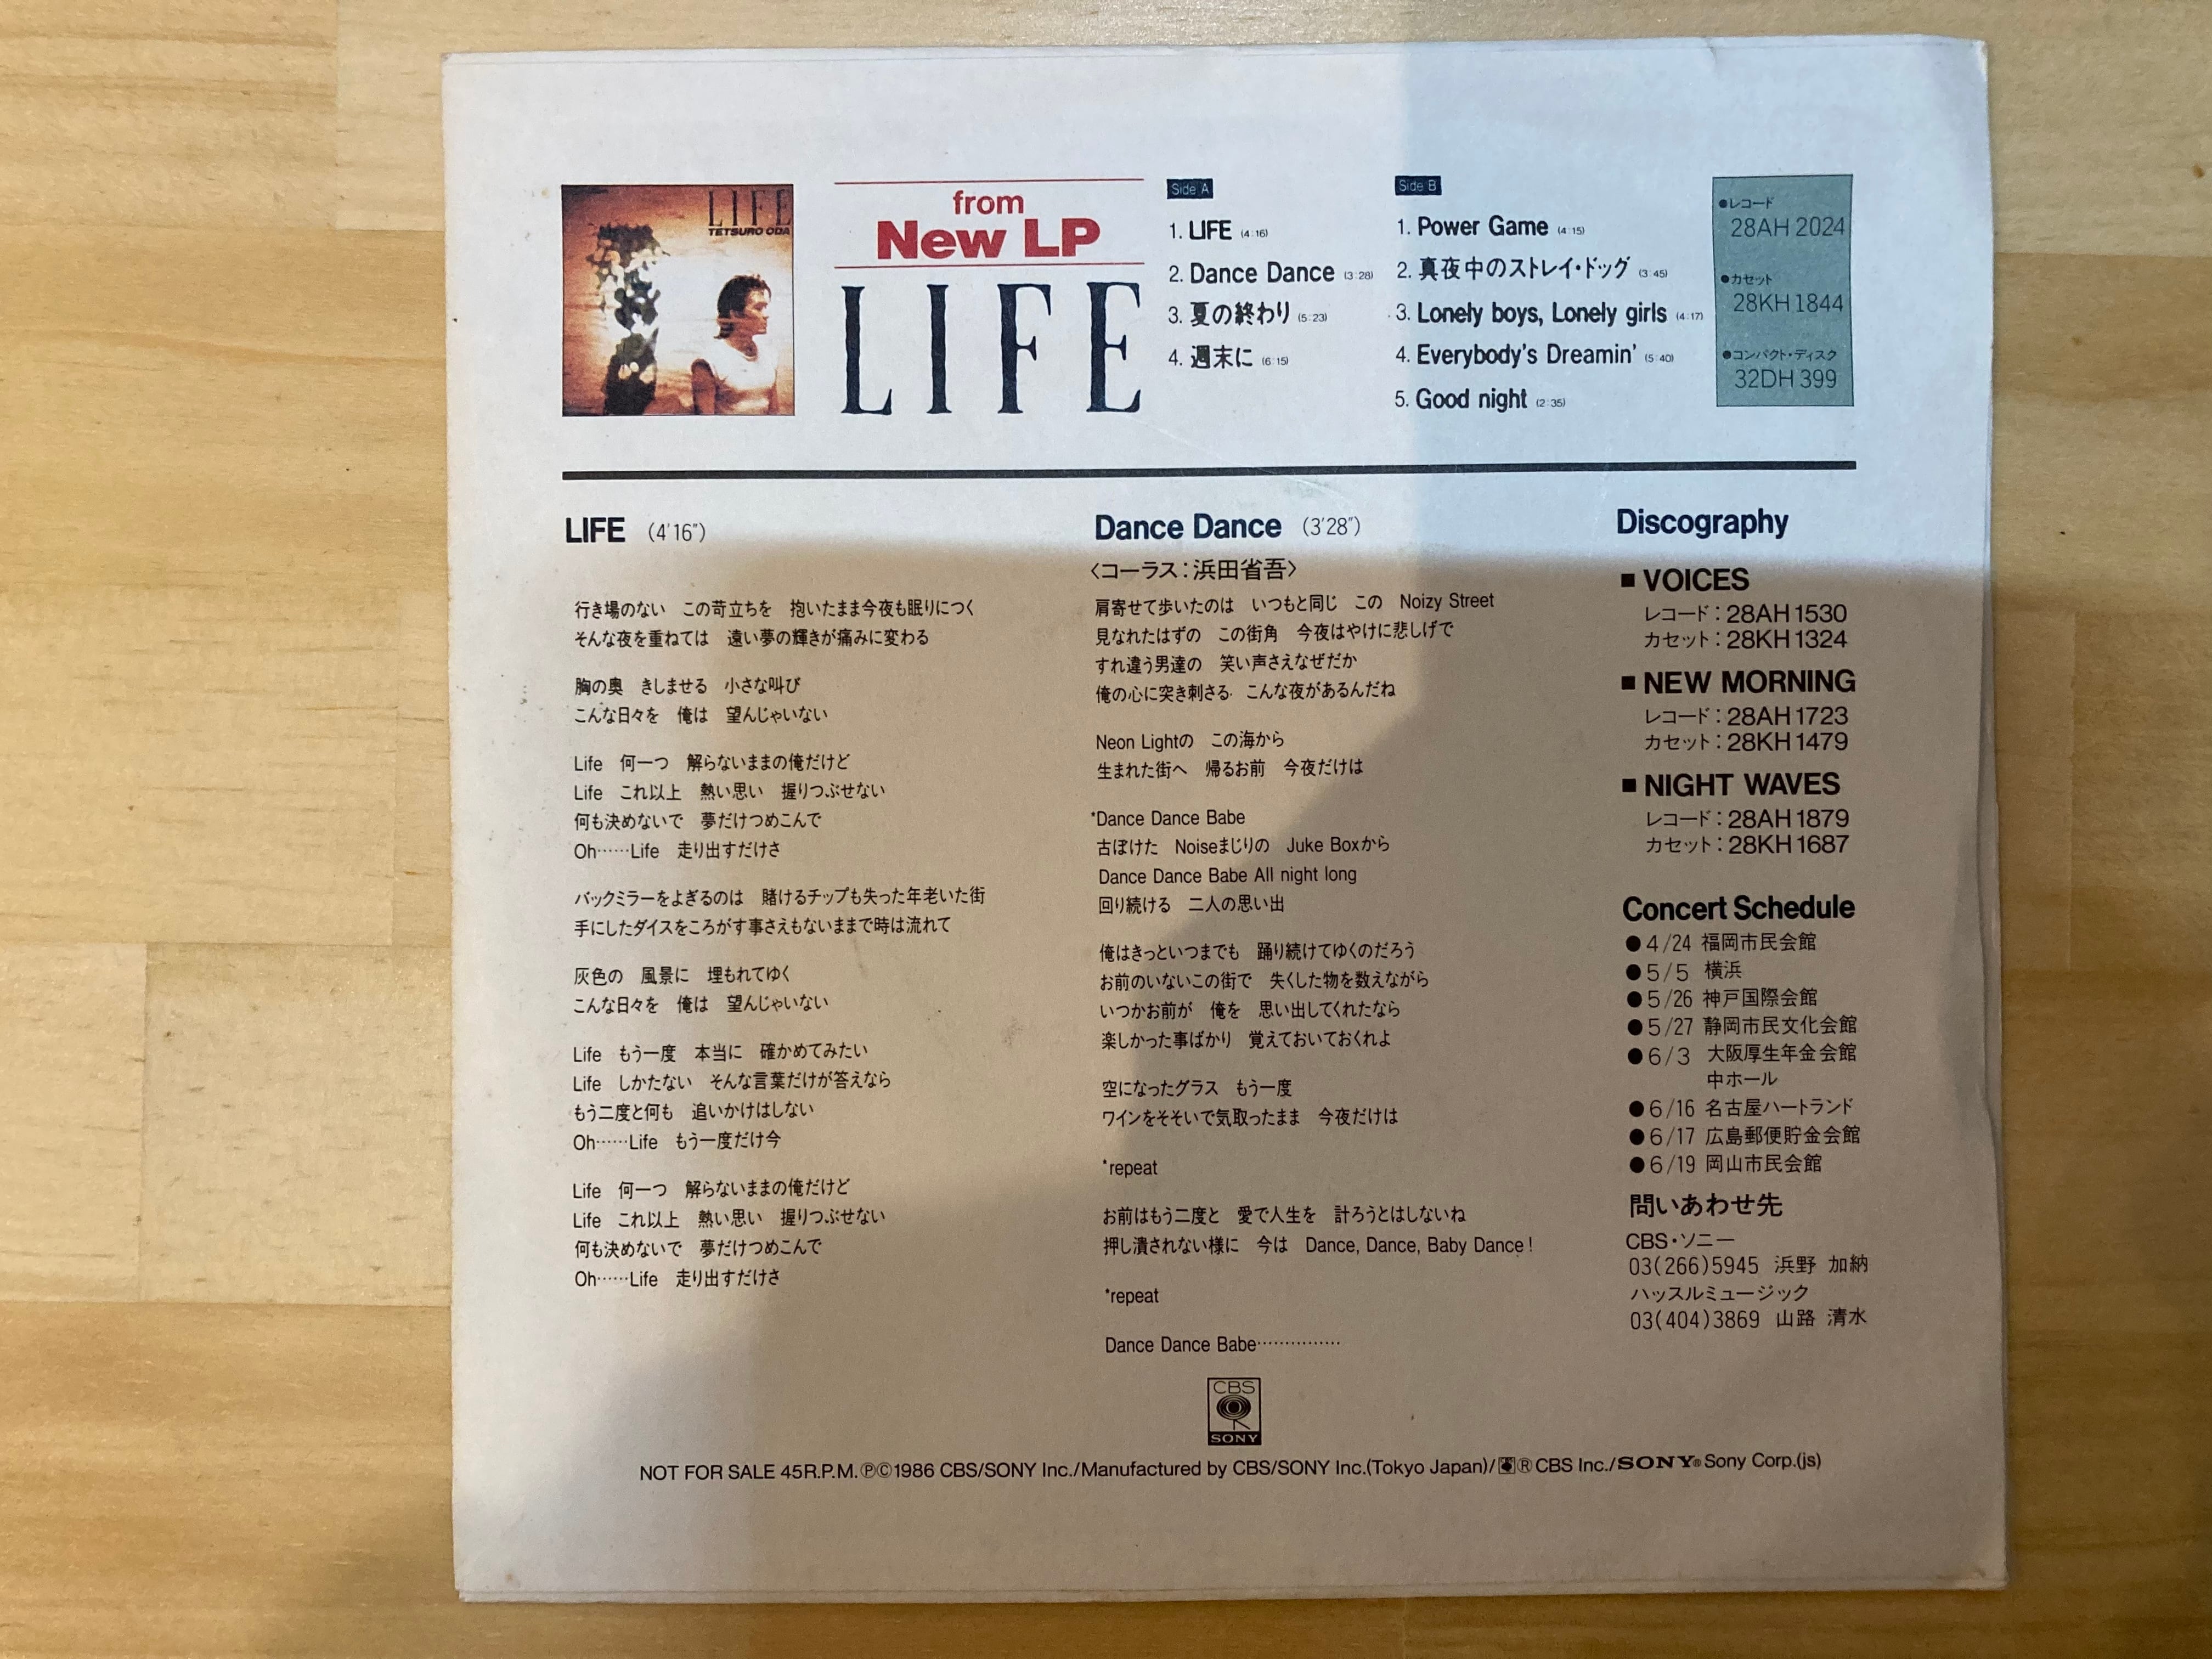 LIFE
TETSURO ODA
from
New LP
LIFE
Side A
1. LIFE (4:16)
2. Dance Dance (3:28)
3. 夏の終わり (5:23)
4. 週末に (6:15)
Side B
1. Power Game (4:15)
2. 真夜中のストレイ・ドッグ (3:45)
3. Lonely boys, Lonely girls (4:17)
4. Everybody's Dreamin' (5:40)
5. Good night (2:35)
●レコード
28AH 2024
●カセット
28KH 1844
●コンパクト・ディスク
32DH 399
LIFE (4'16")
行き場のない この苛立ちを 抱いたまま今夜も眠りにつく
そんな夜を重ねては 遠い夢の輝きが痛みに変わる
胸の奥 きしませる 小さな叫び
こんな日々を 俺は 望んじゃいない
Life 何一つ 解らないままの俺だけど
Life これ以上 熱い思い 握りつぶせない
何も決めないで 夢だけつめこんで
Oh……Life 走り出すだけさ
バックミラーをよぎるのは 賭けるチップも失った年老いた街
手にしたダイスをころがす事さえもないままで時は流れて
灰色の 風景に 埋もれてゆく
こんな日々を 俺は 望んじゃいない
Life もう一度 本当に 確かめてみたい
Life しかたない そんな言葉だけが答えなら
もう二度と何も 追いかけはしない
Oh……Life もう一度だけ今
Life 何一つ 解らないままの俺だけど
Life これ以上 熱い思い 握りつぶせない
何も決めないで 夢だけつめこんで
Oh……Life 走り出すだけさ
Dance Dance (3'28")
〈コーラス：浜田省吾〉
肩寄せて歩いたのは いつもと同じ この Noizy Street
見なれたはずの この街角 今夜はやけに悲しげで
すれ違う男達の 笑い声さえなぜだか
俺の心に突き刺さる こんな夜があるんだね
Neon Lightの この海から
生まれた街へ 帰るお前 今夜だけは
*Dance Dance Babe
古ぼけた Noiseまじりの Juke Boxから
Dance Dance Babe All night long
回り続ける 二人の思い出
俺はきっといつまでも 踊り続けてゆくのだろう
お前のいないこの街で 失くした物を数えながら
いつかお前が 俺を 思い出してくれたなら
楽しかった事ばかり 覚えておいておくれよ
空になったグラス もう一度
ワインをそそいで気取ったまま 今夜だけは
*repeat
お前はもう二度と 愛で人生を 計ろうとはしないね
押し潰されない様に 今は Dance, Dance, Baby Dance!
*repeat
Dance Dance Babe……………
Discography
■ VOICES
レコード：28AH 1530
カセット：28KH 1324
■ NEW MORNING
レコード：28AH 1723
カセット：28KH 1479
■ NIGHT WAVES
レコード：28AH 1879
カセット：28KH 1687
Concert Schedule
●4/24 福岡市民会館
●5/5 横浜
●5/26 神戸国際会館
●5/27 静岡市民文化会館
●6/3 大阪厚生年金会館
中ホール
●6/16 名古屋ハートランド
●6/17 広島郵便貯金会館
●6/19 岡山市民会館
問いあわせ先
CBS・ソニー
03(266)5945 浜野 加納
ハッスルミュージック
03(404)3869 山路 清水
CBS
SONY
NOT FOR SALE 45R.P.M.ⓅⒸ1986 CBS/SONY Inc./Manufactured by CBS/SONY Inc.(Tokyo Japan)/Ⓡ CBS Inc./SONY® Sony Corp.(js)